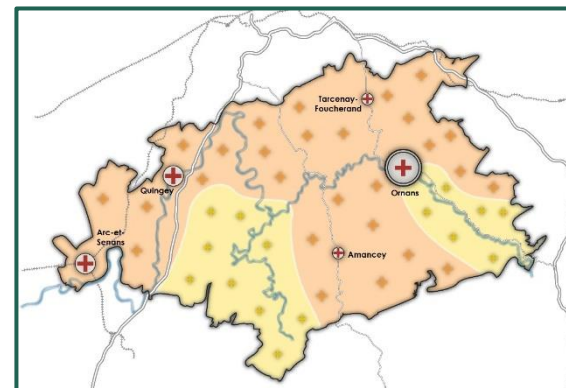 Tarcenay-
Foucherand
Ornans
Quingey
Arc-et-
Senans
Amancey